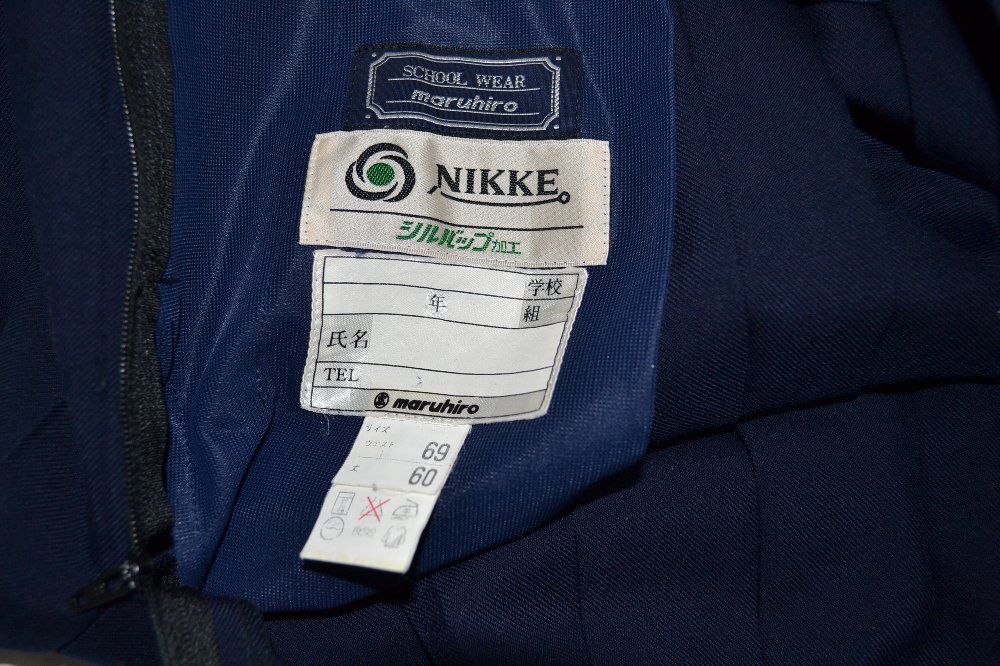 SCHOOL WEAR
maruhiro
NIKKE
シルバップ加工
学校
年 組
氏名
TEL
maruhiro
サイズ
ウエスト 69
丈 60